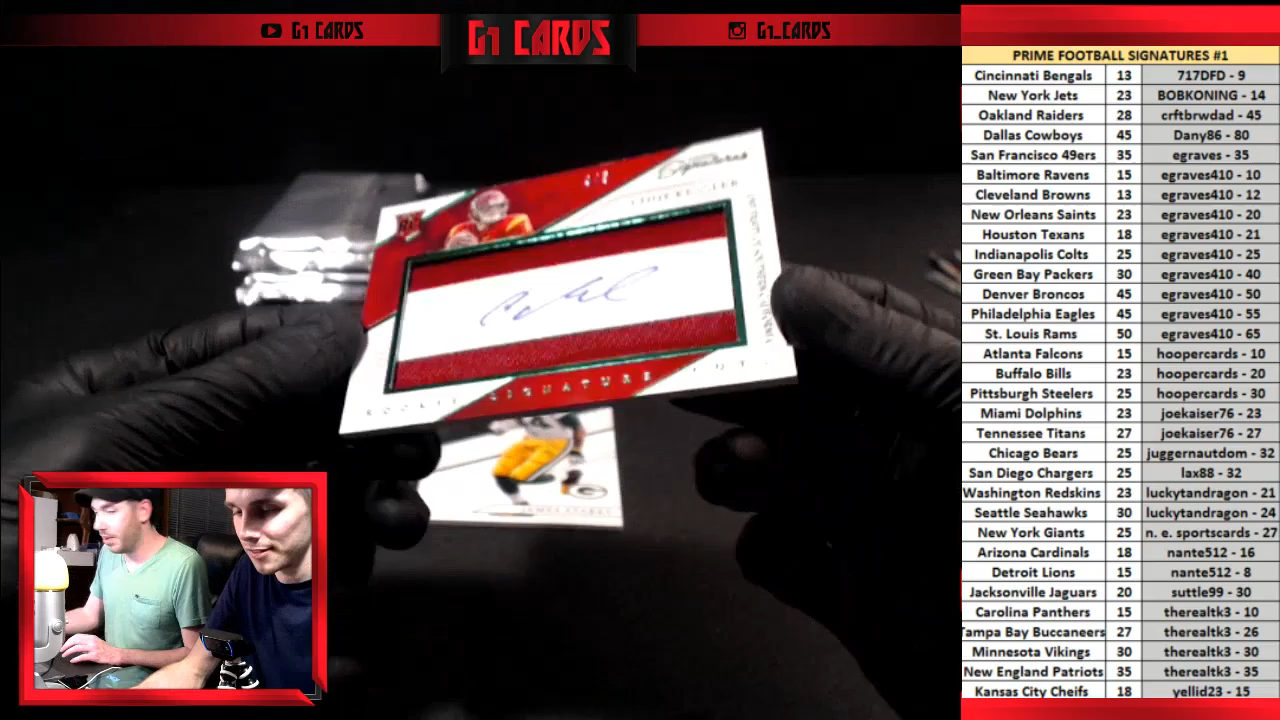 G1 CARDS
G1 CARDS
G1_CARDS
PRIME FOOTBALL SIGNATURES #1
Cincinnati Bengals 13 717DFD - 9
New York Jets 23 BOBKONING - 14
Oakland Raiders 28 crftbrwdad - 45
Dallas Cowboys 45 Dany86 - 80
San Francisco 49ers 35 egraves - 35
Baltimore Ravens 15 egraves410 - 10
Cleveland Browns 13 egraves410 - 12
New Orleans Saints 23 egraves410 - 20
Houston Texans 18 egraves410 - 21
Indianapolis Colts 25 egraves410 - 25
Green Bay Packers 30 egraves410 - 40
Denver Broncos 45 egraves410 - 50
Philadelphia Eagles 45 egraves410 - 55
St. Louis Rams 50 egraves410 - 65
Atlanta Falcons 15 hoopercards - 10
Buffalo Bills 23 hoopercards - 20
Pittsburgh Steelers 25 hoopercards - 30
Miami Dolphins 23 joekaiser76 - 23
Tennessee Titans 27 joekaiser76 - 27
Chicago Bears 25 juggernautdom - 32
San Diego Chargers 25 lax88 - 32
Washington Redskins 23 luckytandragon - 21
Seattle Seahawks 30 luckytandragon - 24
New York Giants 25 n. e. sportscards - 27
Arizona Cardinals 18 nante512 - 16
Detroit Lions 15 nante512 - 8
Jacksonville Jaguars 20 suttle99 - 30
Carolina Panthers 15 therealtk3 - 10
Tampa Bay Buccaneers 27 therealtk3 - 26
Minnesota Vikings 30 therealtk3 - 30
New England Patriots 35 therealtk3 - 35
Kansas City Cheifs 18 yellid23 - 15
Signatures
RC
ROOKIE SIGNATURE CUTS
JAMES STARKS